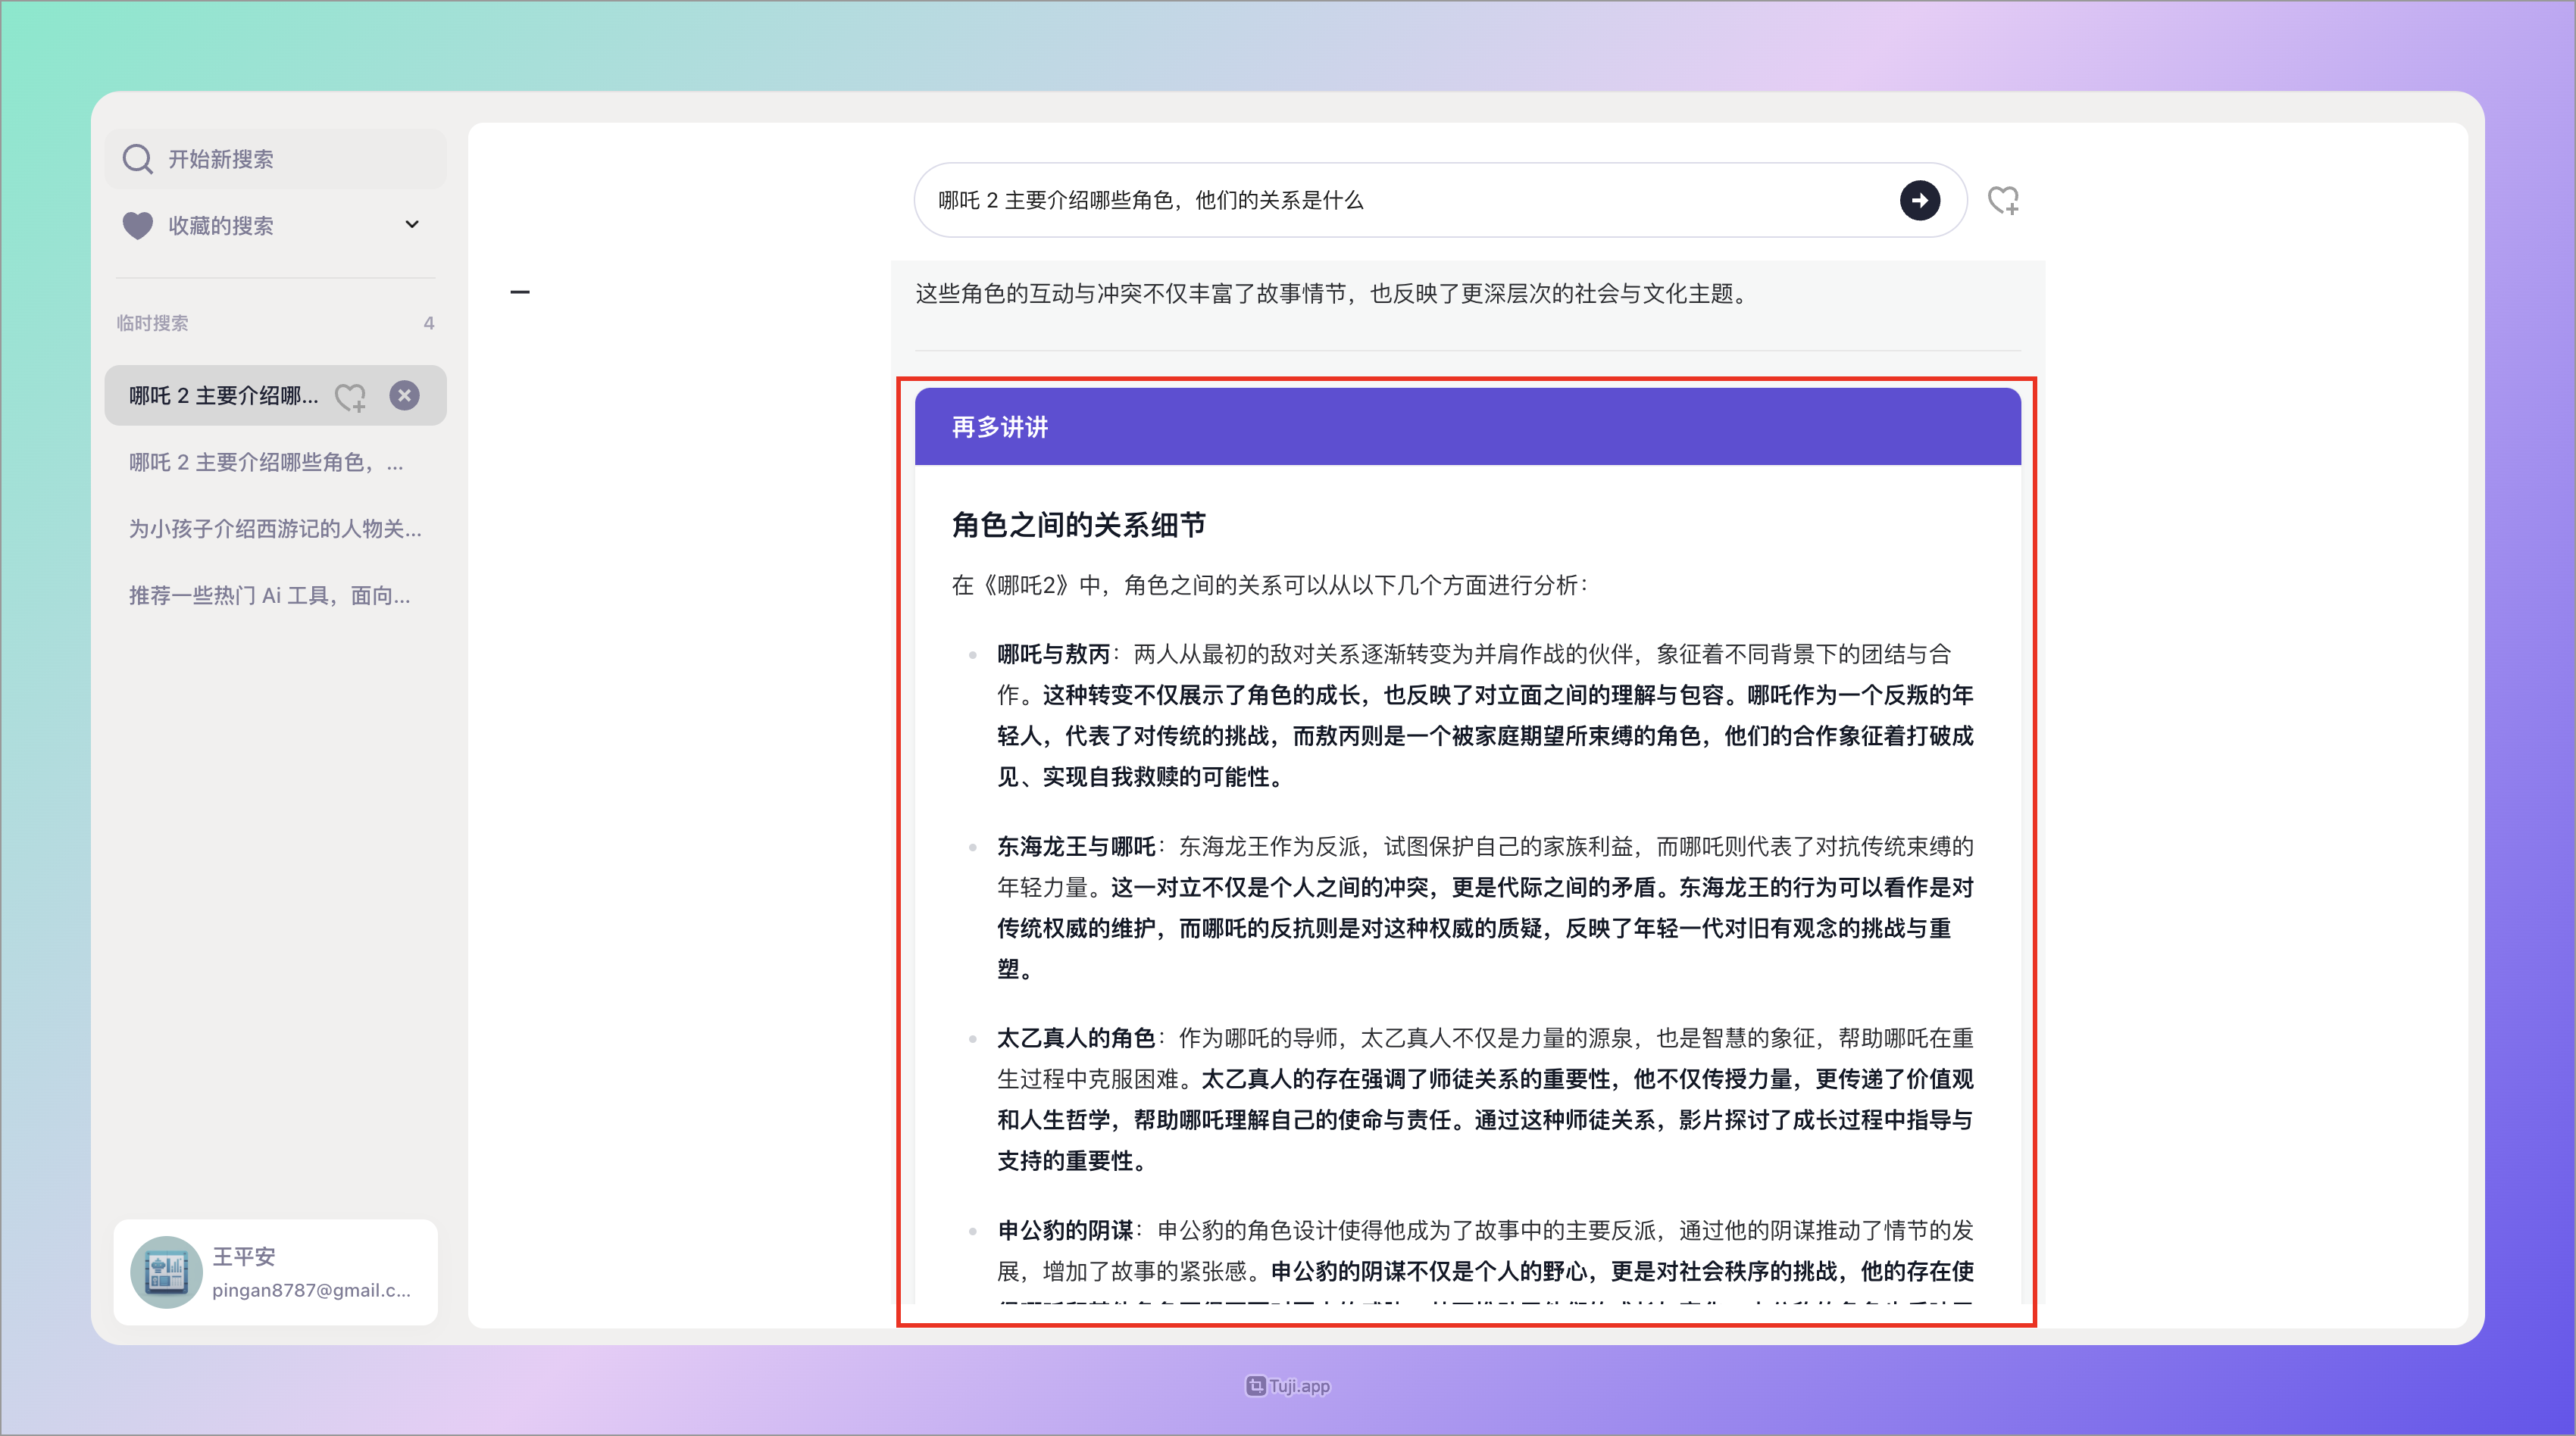 开始新搜索
收藏的搜索
临时搜索 4
哪吒 2 主要介绍哪...
哪吒 2 主要介绍哪些角色，...
为小孩子介绍西游记的人物关...
推荐一些热门 Ai 工具，面向...
王平安
pingan8787@gmail.c...
哪吒 2 主要介绍哪些角色，他们的关系是什么
这些角色的互动与冲突不仅丰富了故事情节，也反映了更深层次的社会与文化主题。
再多讲讲
角色之间的关系细节
在《哪吒2》中，角色之间的关系可以从以下几个方面进行分析：
哪吒与敖丙：两人从最初的敌对关系逐渐转变为并肩作战的伙伴，象征着不同背景下的团结与合
作。这种转变不仅展示了角色的成长，也反映了对立面之间的理解与包容。哪吒作为一个反叛的年
轻人，代表了对传统的挑战，而敖丙则是一个被家庭期望所束缚的角色，他们的合作象征着打破成
见、实现自我救赎的可能性。
东海龙王与哪吒：东海龙王作为反派，试图保护自己的家族利益，而哪吒则代表了对抗传统束缚的
年轻力量。这一对立不仅是个人之间的冲突，更是代际之间的矛盾。东海龙王的行为可以看作是对
传统权威的维护，而哪吒的反抗则是对这种权威的质疑，反映了年轻一代对旧有观念的挑战与重
塑。
太乙真人的角色：作为哪吒的导师，太乙真人不仅是力量的源泉，也是智慧的象征，帮助哪吒在重
生过程中克服困难。太乙真人的存在强调了师徒关系的重要性，他不仅传授力量，更传递了价值观
和人生哲学，帮助哪吒理解自己的使命与责任。通过这种师徒关系，影片探讨了成长过程中指导与
支持的重要性。
申公豹的阴谋：申公豹的角色设计使得他成为了故事中的主要反派，通过他的阴谋推动了情节的发
展，增加了故事的紧张感。申公豹的阴谋不仅是个人的野心，更是对社会秩序的挑战，他的存在使
Tuji.app